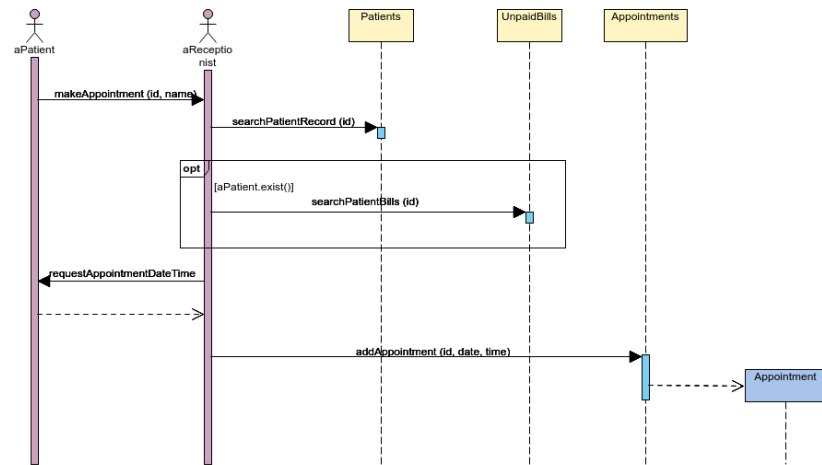 Patients
UnpaidBills
Appointments
aPatient
aReceptio
nist
makeAppointment (id, name)
searchPatientRecord (id)
opt
[aPatient.exist()]
searchPatientBills (id)
requestAppointmentDateTime
addAppointment (id, date, time)
Appointment